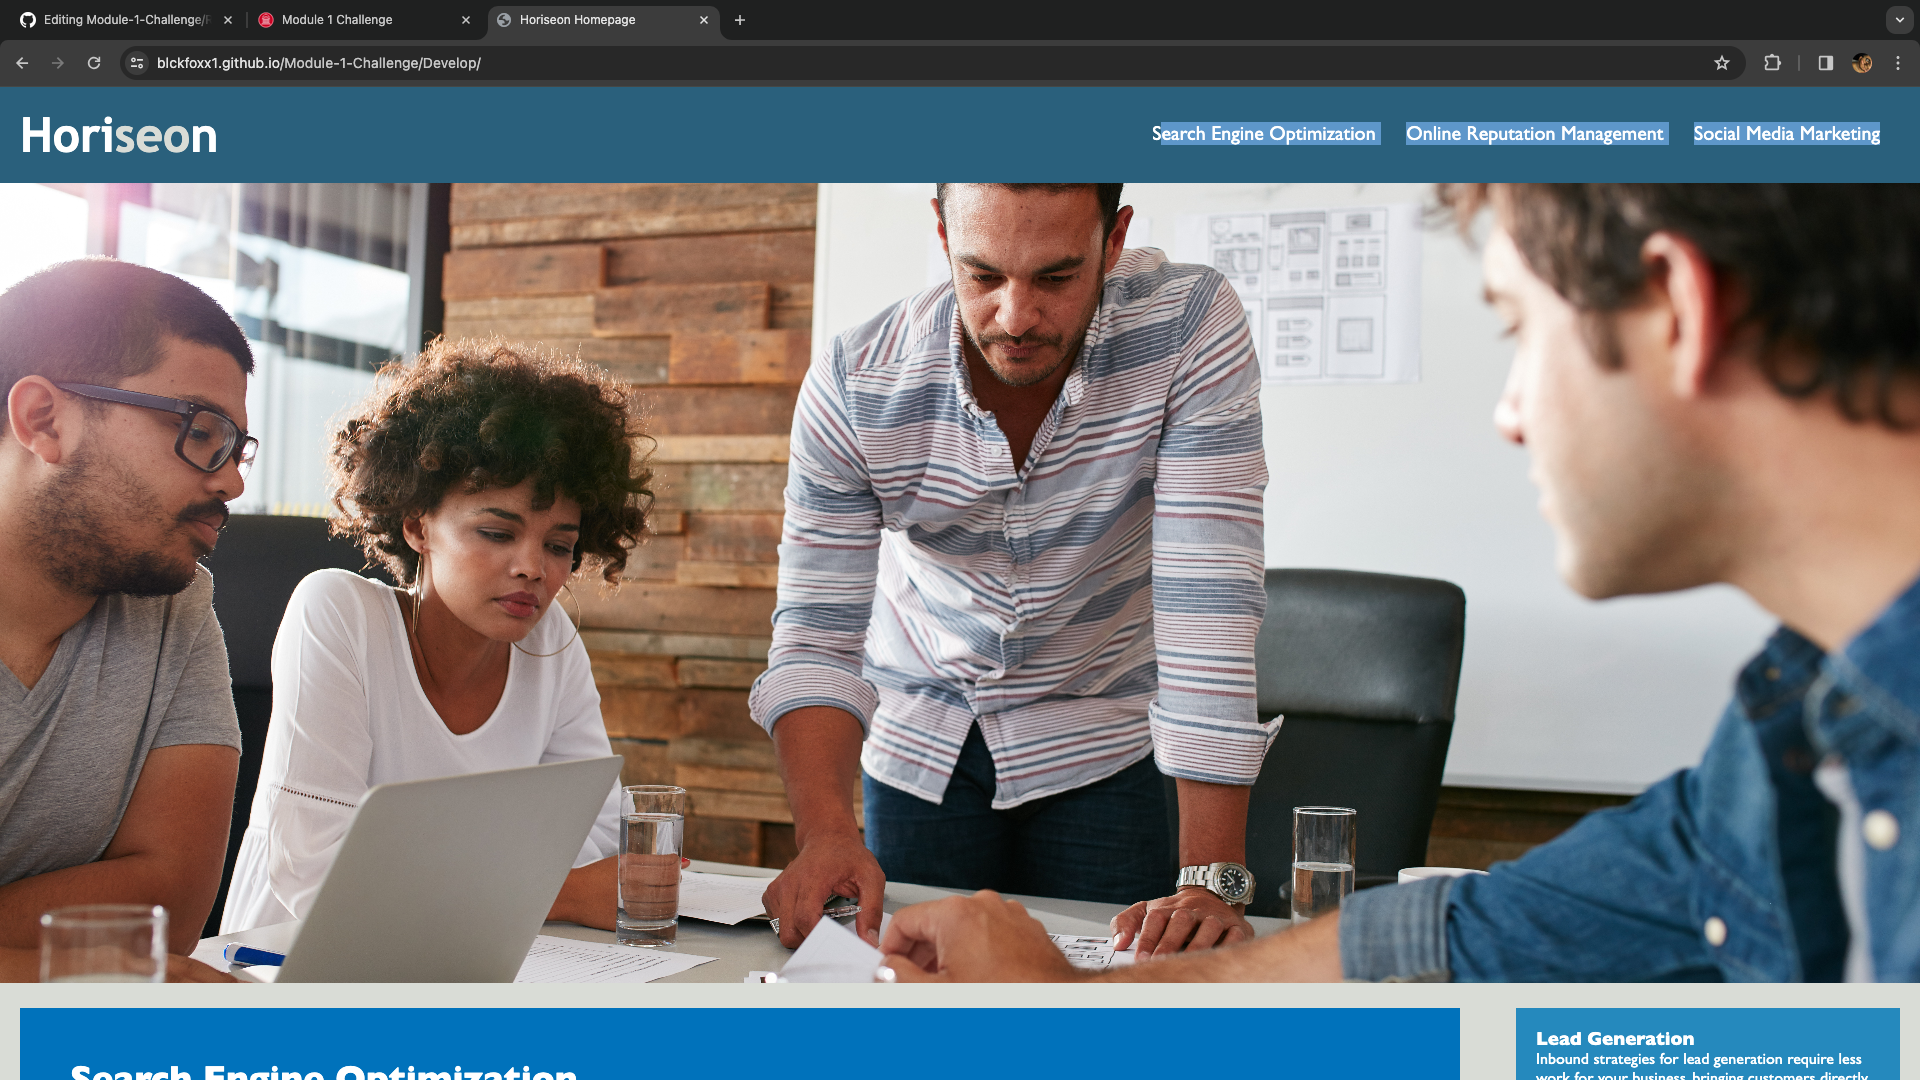 Editing Module-1-Challenge/R
Module 1 Challenge
Horiseon Homepage
blckfoxx1.github.io/Module-1-Challenge/Develop/
Horiseon
Search Engine Optimization
Online Reputation Management
Social Media Marketing
Search Engine Optimization
Lead Generation
Inbound strategies for lead generation require less
work for your business, bringing customers directly